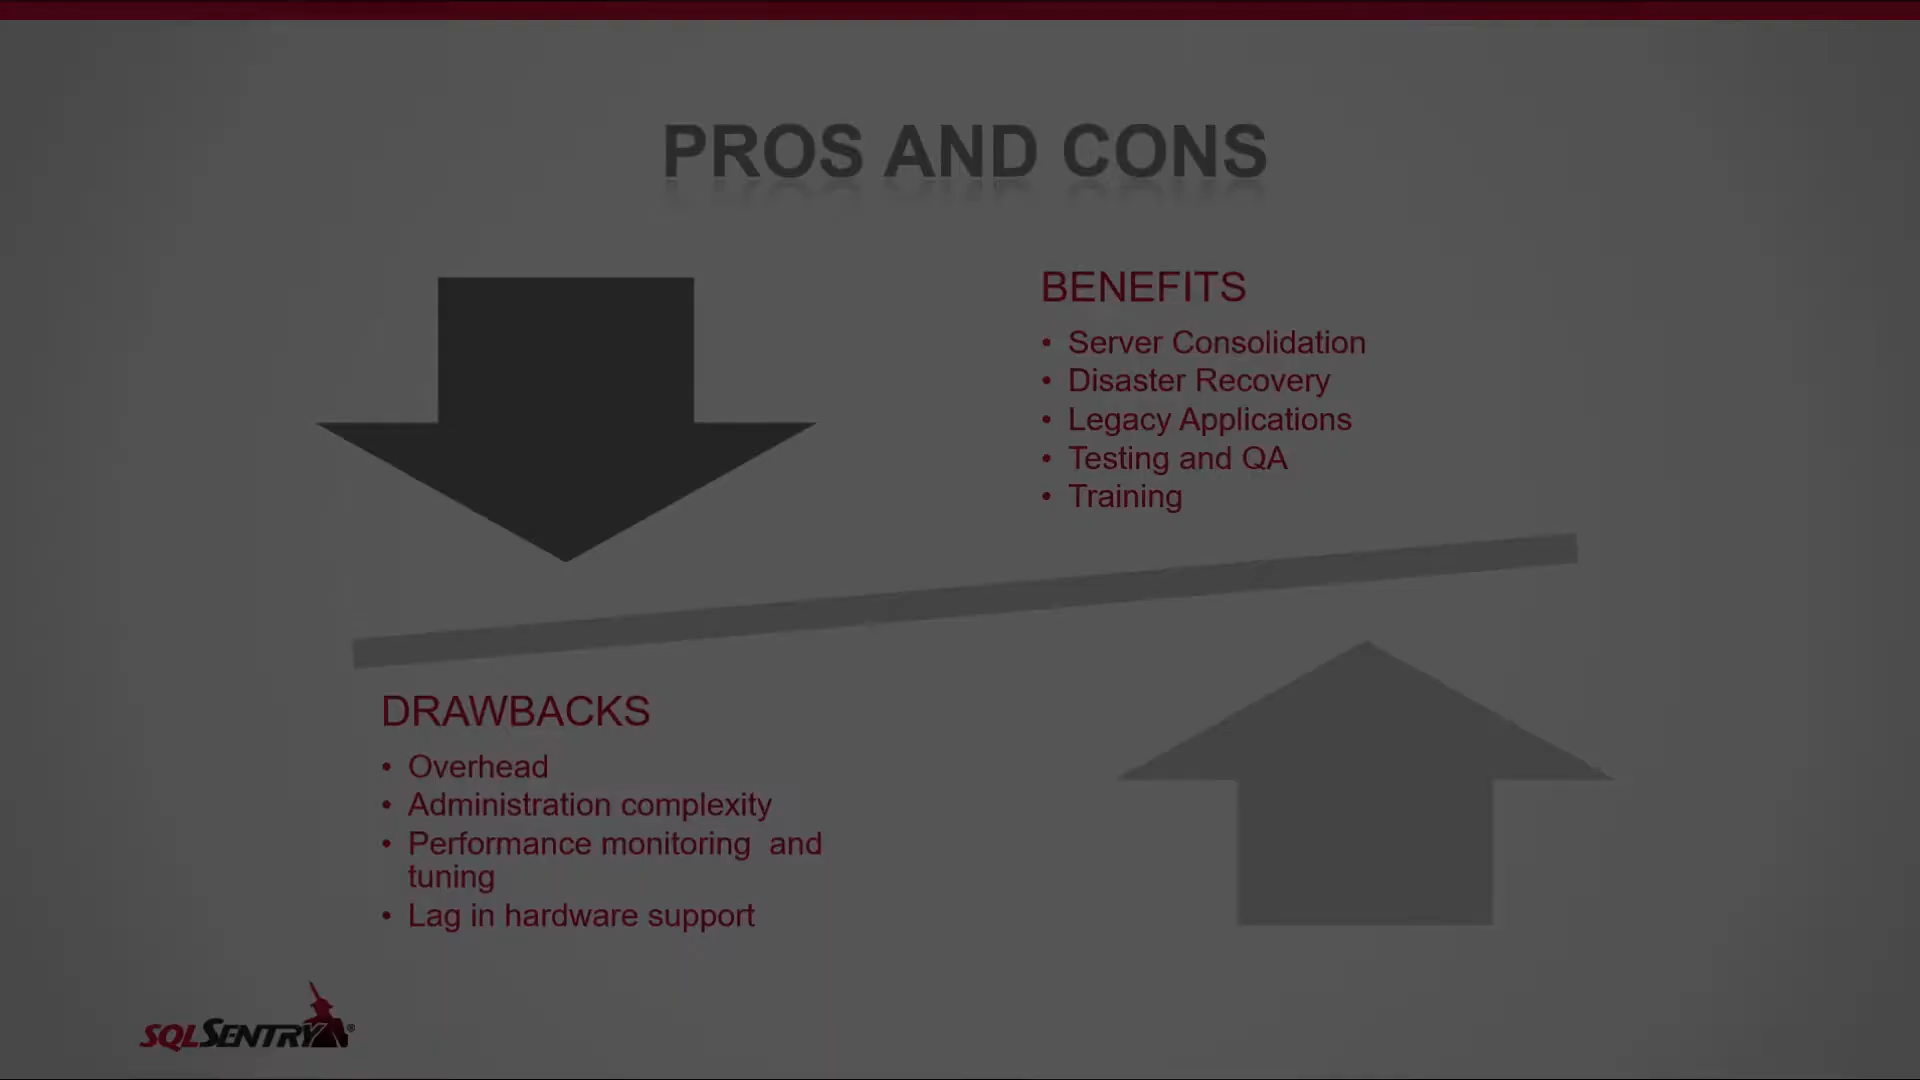 PROS AND CONS
BENEFITS
• Server Consolidation
• Disaster Recovery
• Legacy Applications
• Testing and QA
• Training
DRAWBACKS
• Overhead
• Administration complexity
• Performance monitoring  and
tuning
• Lag in hardware support
SQLSENTRY®